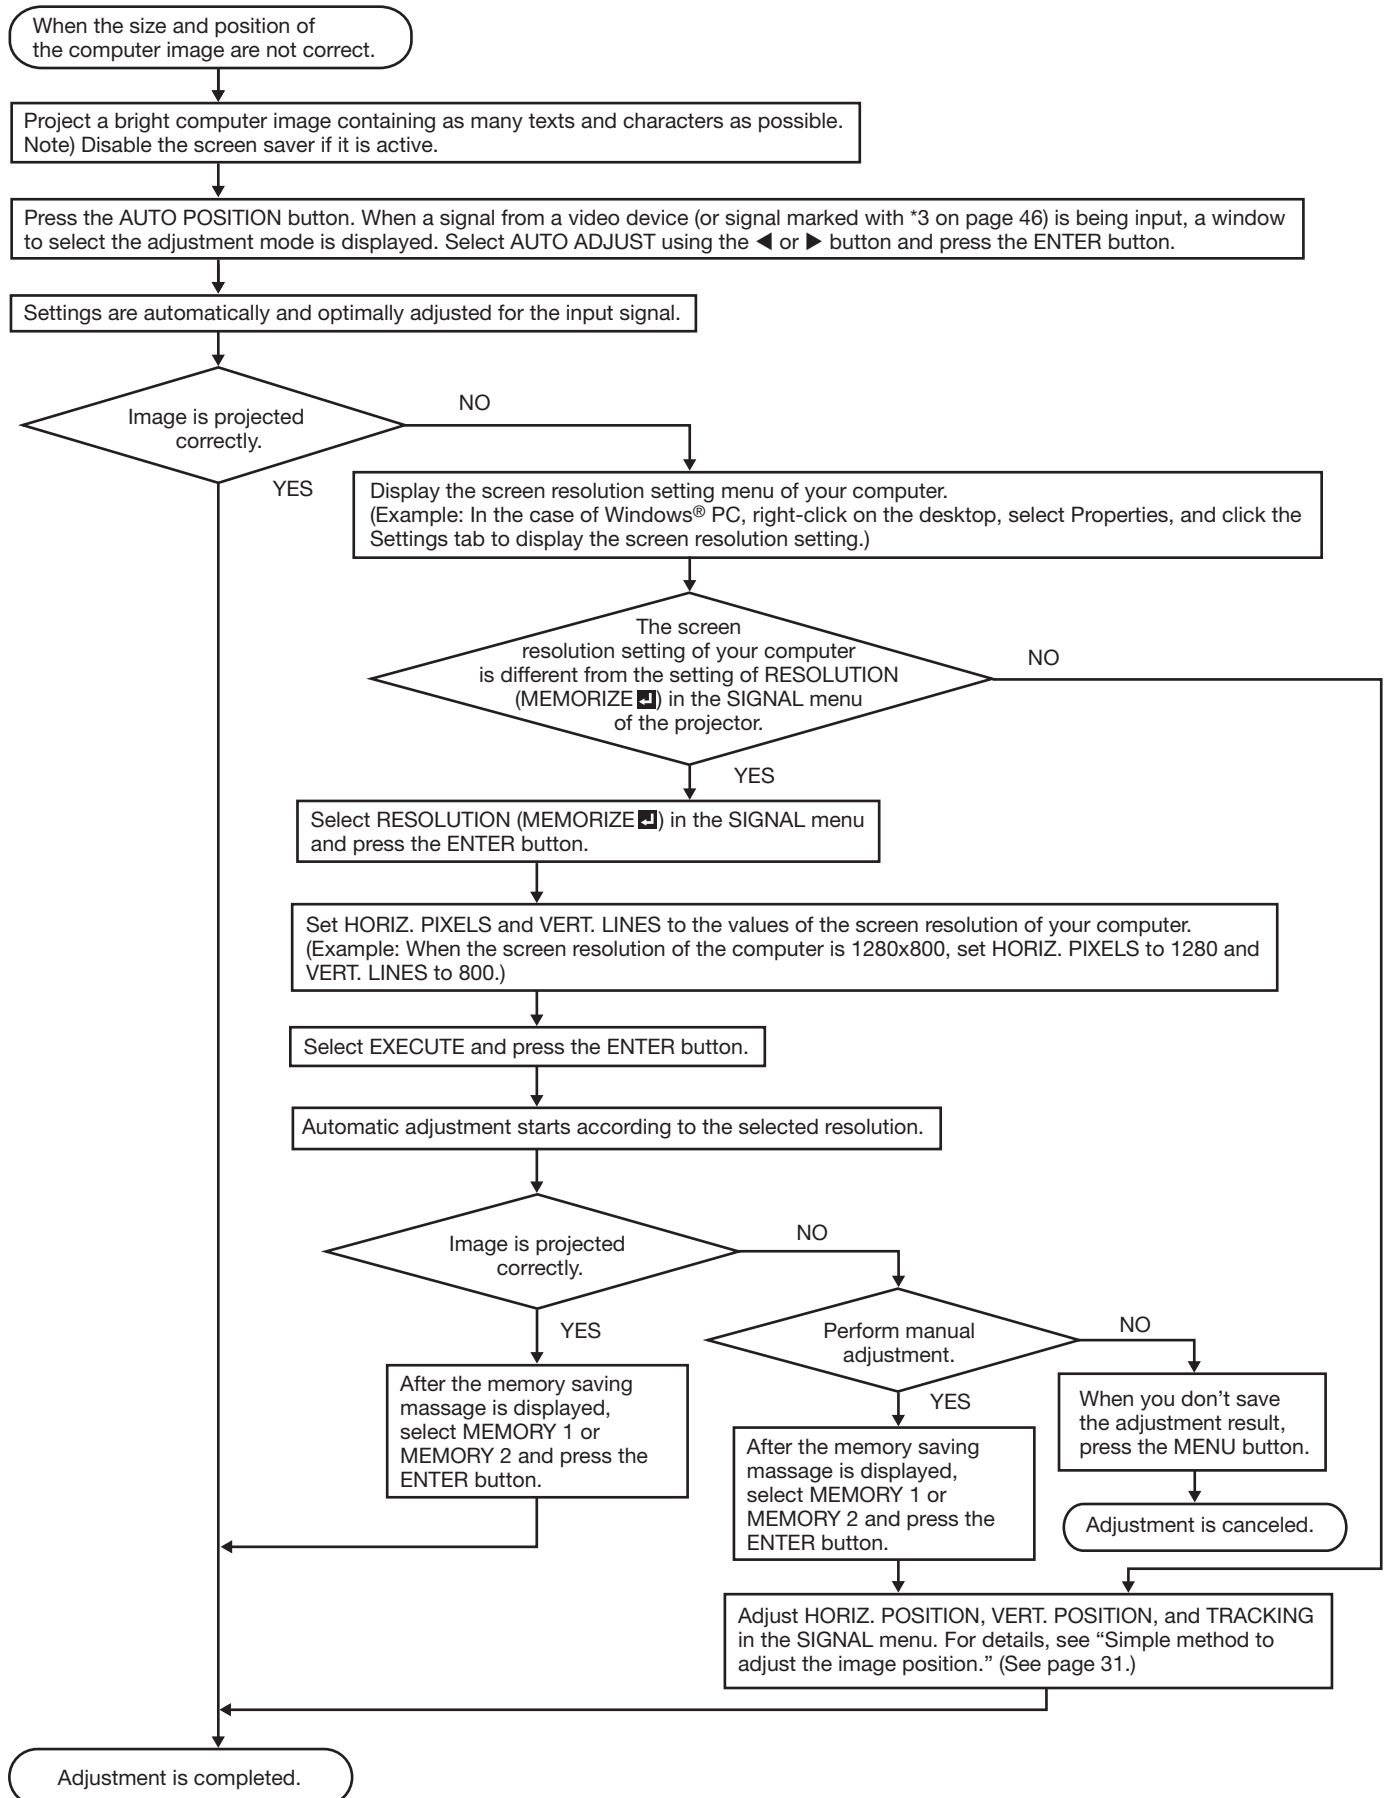 When the size and position of
the computer image are not correct.
Project a bright computer image containing as many texts and characters as possible.
Note) Disable the screen saver if it is active.
Press the AUTO POSITION button. When a signal from a video device (or signal marked with *3 on page 46) is being input, a window
to select the adjustment mode is displayed. Select AUTO ADJUST using the ◀ or ▶ button and press the ENTER button.
Settings are automatically and optimally adjusted for the input signal.
Image is projected
correctly.
NO
YES
Display the screen resolution setting menu of your computer.
(Example: In the case of Windows® PC, right-click on the desktop, select Properties, and click the
Settings tab to display the screen resolution setting.)
The screen
resolution setting of your computer
is different from the setting of RESOLUTION
(MEMORIZE ↵) in the SIGNAL menu
of the projector.
NO
YES
Select RESOLUTION (MEMORIZE ↵) in the SIGNAL menu
and press the ENTER button.
Set HORIZ. PIXELS and VERT. LINES to the values of the screen resolution of your computer.
(Example: When the screen resolution of the computer is 1280x800, set HORIZ. PIXELS to 1280 and
VERT. LINES to 800.)
Select EXECUTE and press the ENTER button.
Automatic adjustment starts according to the selected resolution.
Image is projected
correctly.
NO
YES
After the memory saving
massage is displayed,
select MEMORY 1 or
MEMORY 2 and press the
ENTER button.
Perform manual
adjustment.
NO
YES
After the memory saving
massage is displayed,
select MEMORY 1 or
MEMORY 2 and press the
ENTER button.
When you don't save
the adjustment result,
press the MENU button.
Adjustment is canceled.
Adjust HORIZ. POSITION, VERT. POSITION, and TRACKING
in the SIGNAL menu. For details, see “Simple method to
adjust the image position.” (See page 31.)
Adjustment is completed.